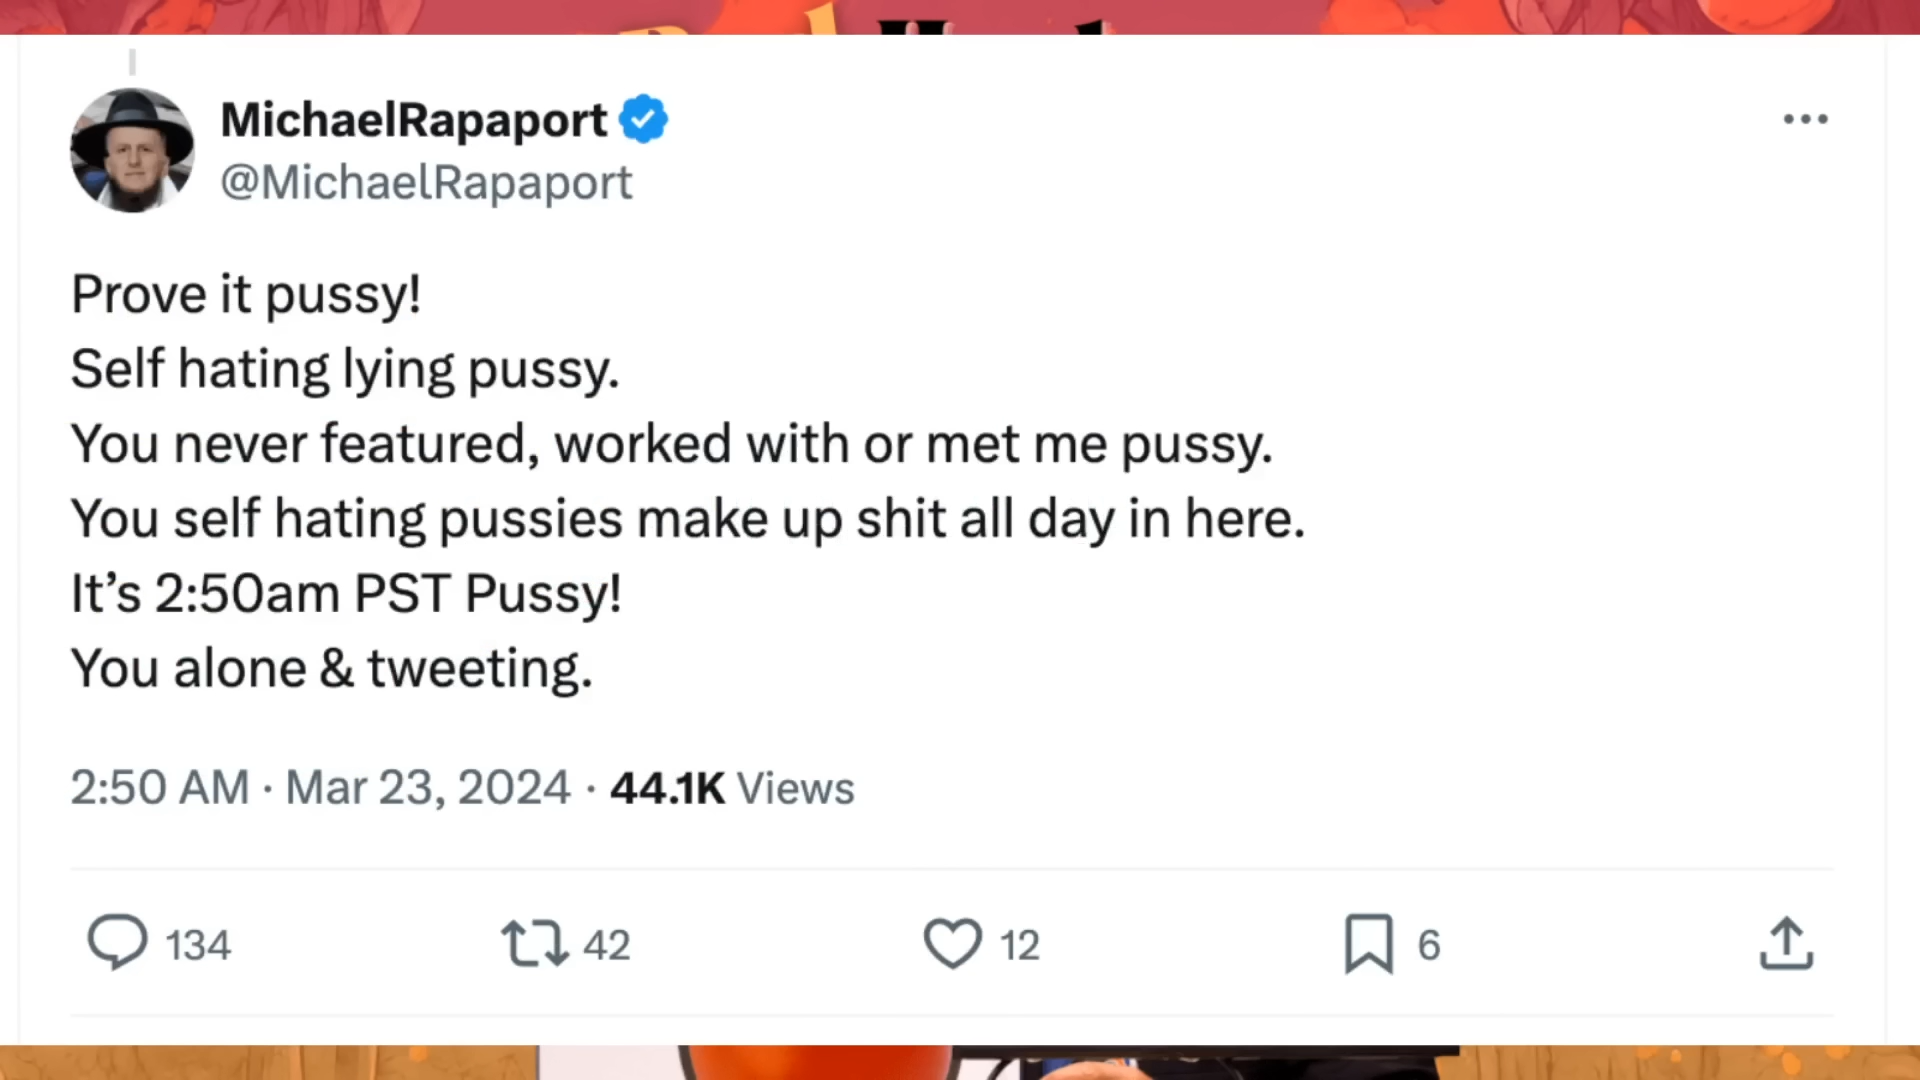 MichaelRapaport
@MichaelRapaport
Prove it pussy!
Self hating lying pussy.
You never featured, worked with or met me pussy.
You self hating pussies make up shit all day in here.
It’s 2:50am PST Pussy!
You alone & tweeting.
2:50 AM · Mar 23, 2024 · 44.1K Views
134 42 12 6